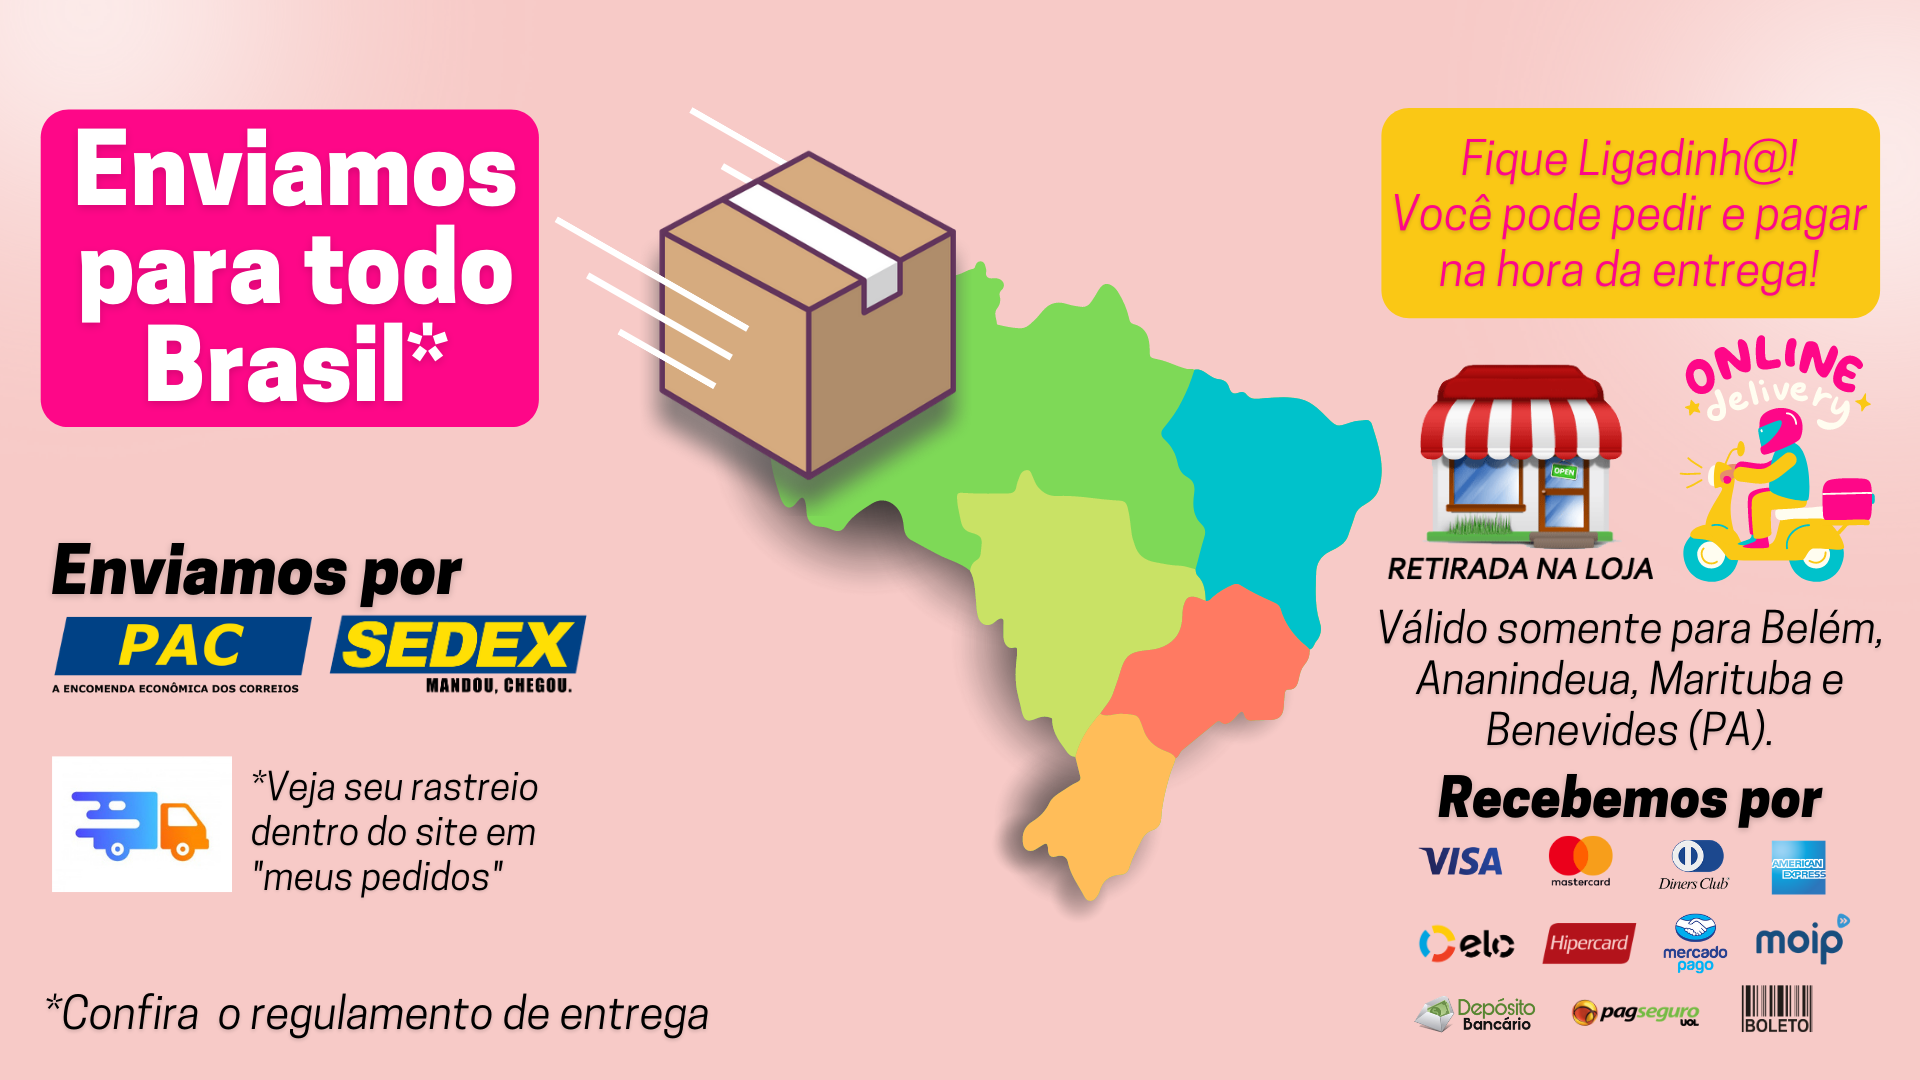 Enviamos
para todo
Brasil*
Enviamos por
PAC
A ENCOMENDA ECONÔMICA DOS CORREIOS
SEDEX
MANDOU, CHEGOU.
*Veja seu rastreio
dentro do site em
"meus pedidos"
*Confira o regulamento de entrega
Fique Ligadinh@!
Você pode pedir e pagar
na hora da entrega!
OPEN
RETIRADA NA LOJA
ONLINE
delivery
Válido somente para Belém,
Ananindeua, Marituba e
Benevides (PA).
Recebemos por
VISA
mastercard
Diners Club
AMERICAN
EXPRESS
elo
Hipercard
mercado
pago
moip
Depósito
Bancário
pagseguro
UOL
BOLETO